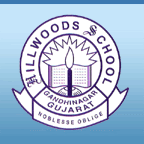 HILLWOODS SCHOOL
GANDHINAGAR
GUJARAT
NOBLESSE OBLIGE